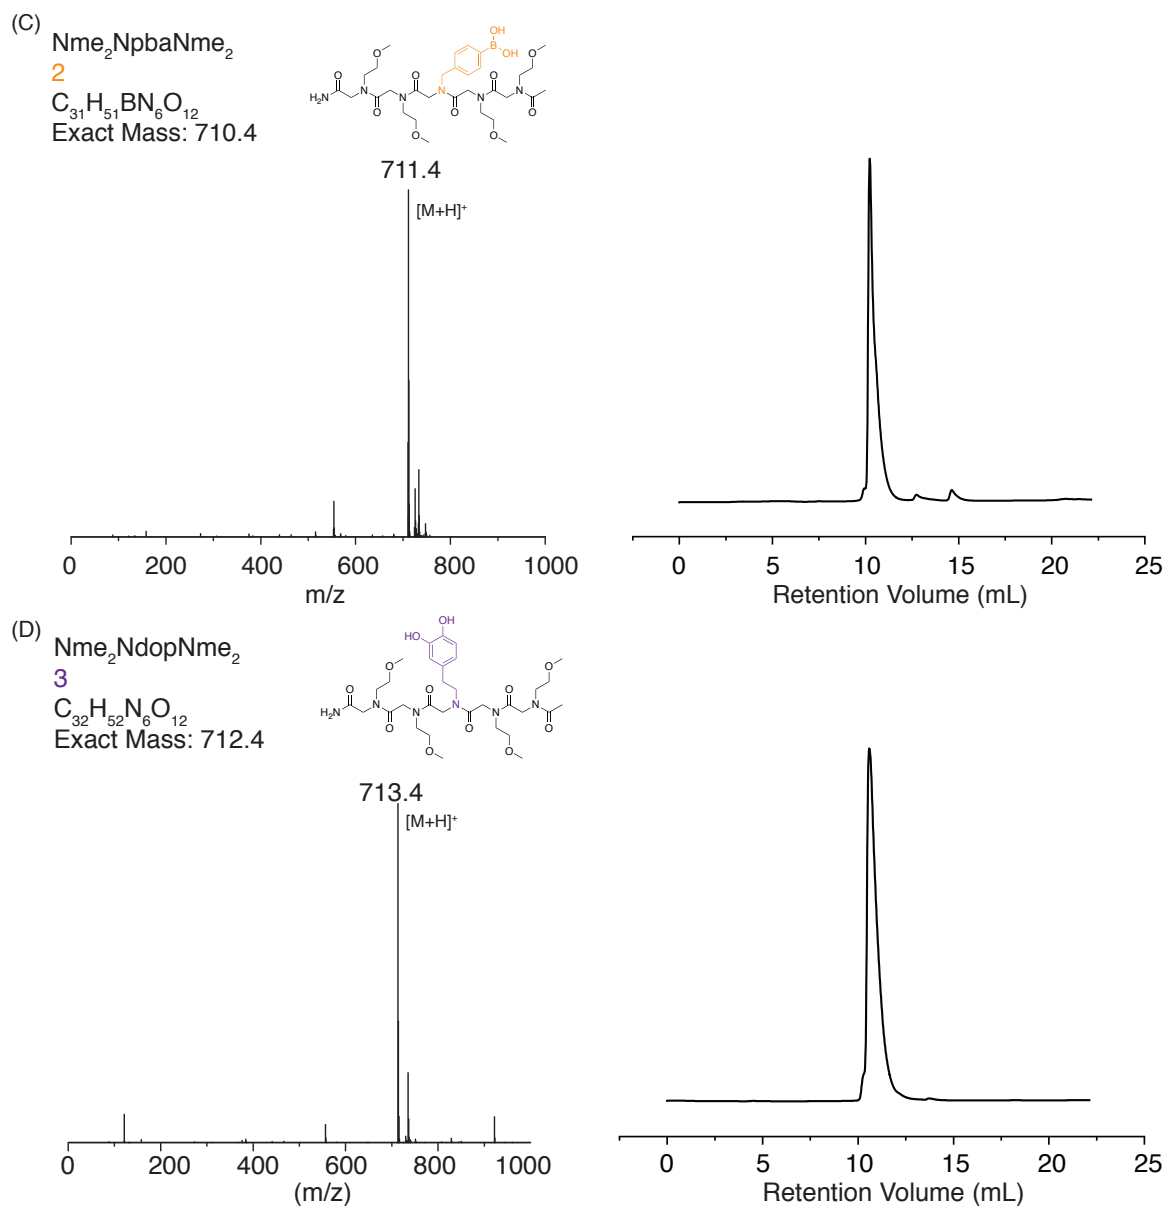 (C)
Nme₂NpbaNme₂
2
C₃₁H₅₁BN₆O₁₂
Exact Mass: 710.4
OH
B
OH
O
O
O
O
O
H₂N
N
N
N
N
N
O
O
O
O
O
O
711.4
[M+H]⁺
0 200 400 600 800 1000
m/z
0 5 10 15 20 25
Retention Volume (mL)
(D)
Nme₂NdopNme₂
3
C₃₂H₅₂N₆O₁₂
Exact Mass: 712.4
OH
HO
O
O
O
O
O
H₂N
N
N
N
N
N
O
O
O
O
O
O
713.4
[M+H]⁺
0 200 400 600 800 1000
(m/z)
0 5 10 15 20 25
Retention Volume (mL)